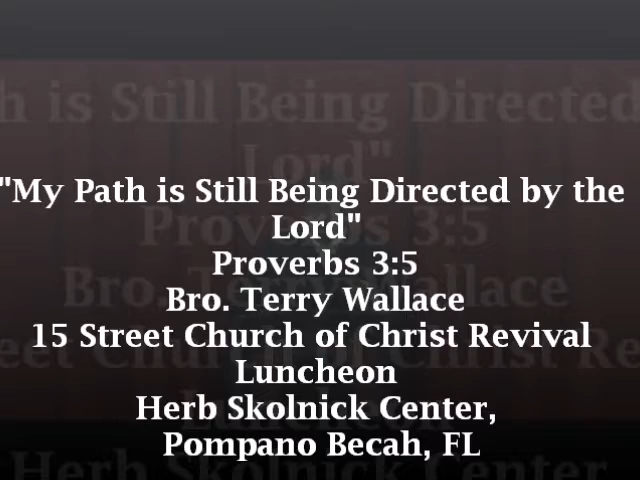 "My Path is Still Being Directed by the
Lord"
Proverbs 3:5
Bro. Terry Wallace
15 Street Church of Christ Revival
Luncheon
Herb Skolnick Center,
Pompano Becah, FL